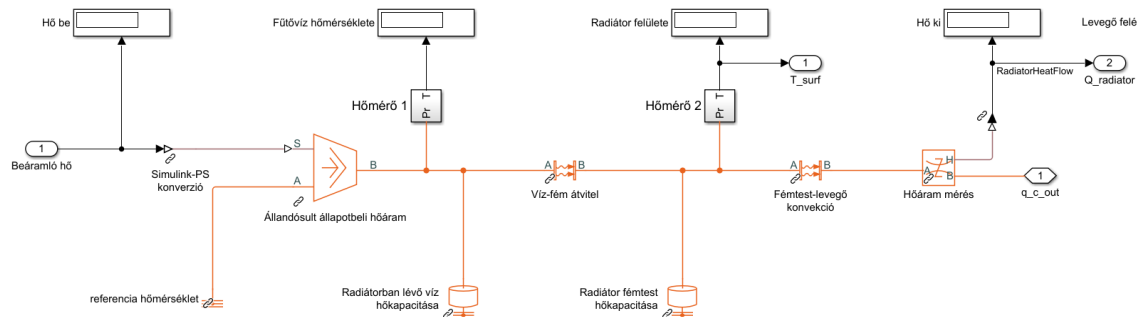 Hő be
Fűtővíz hőmérséklete
Radiátor felülete
Hő ki
Levegő felé
1
T_surf
RadiatorHeatFlow
2
Q_radiator
T
Pr
Hőmérő 1
T
Pr
Hőmérő 2
1
Beáramló hő
S
A
B
Simulink-PS
konverzió
Állandósult állapotbeli hőáram
A
B
Víz-fém átvitel
A
B
Fémtest-levegő
konvekció
A
H
B
Hőáram mérés
1
q_c_out
referencia hőmérséklet
Radiátorban lévő víz
hőkapacitása
Radiátor fémtest
hőkapacitása